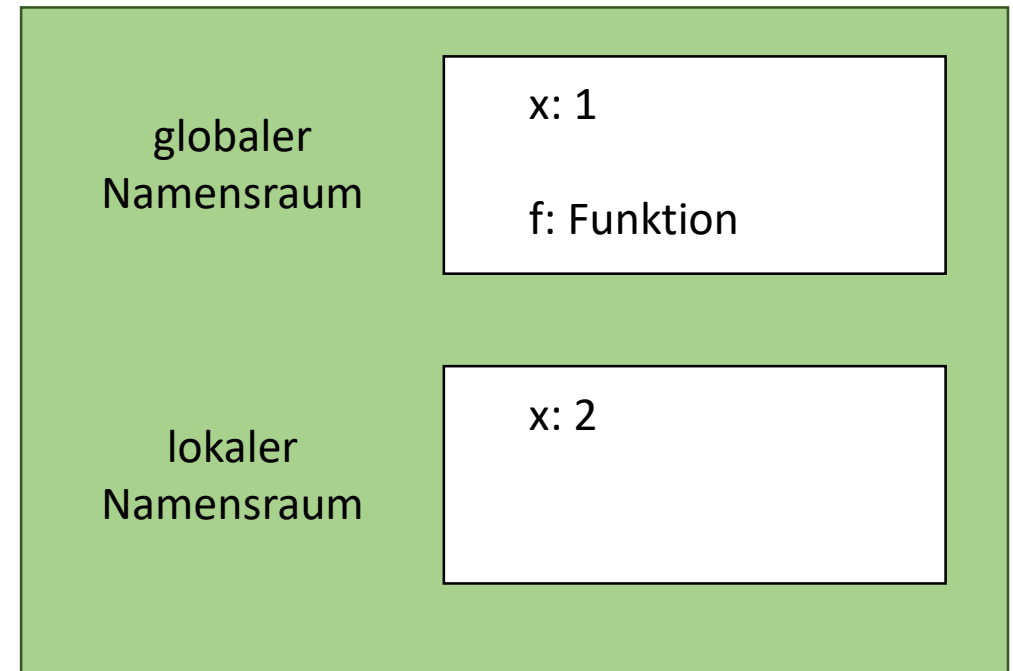 globaler
Namensraum
x: 1
f: Funktion
lokaler
Namensraum
x: 2